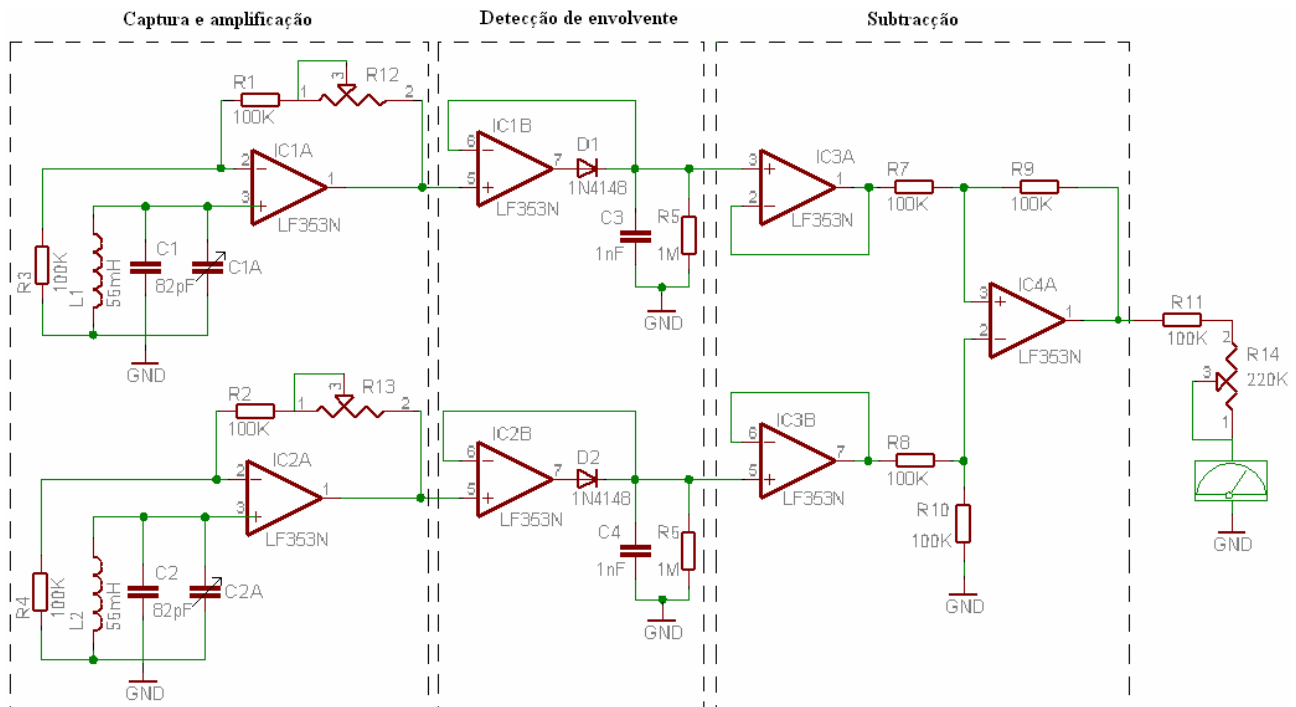 Captura e amplificação
Detecção de envolvente
Subtracção
R1
100K
3
1
2
R12
IC1A
2
3
1
LF353N
R3
100K
L1
56mH
C1
82pF
C1A
GND
IC1B
6
5
7
LF353N
D1
1N4148
C3
1nF
R5
1M
GND
IC3A
3
2
1
LF353N
R7
100K
R9
100K
IC4A
3
2
1
LF353N
R11
100K
2
3
1
R14
220K
GND
R2
100K
3
1
2
R13
IC2A
2
3
1
LF353N
R4
100K
L2
56mH
C2
82pF
C2A
GND
IC2B
6
5
7
LF353N
D2
1N4148
C4
1nF
R5
1M
GND
IC3B
6
5
7
LF353N
R8
100K
R10
100K
GND